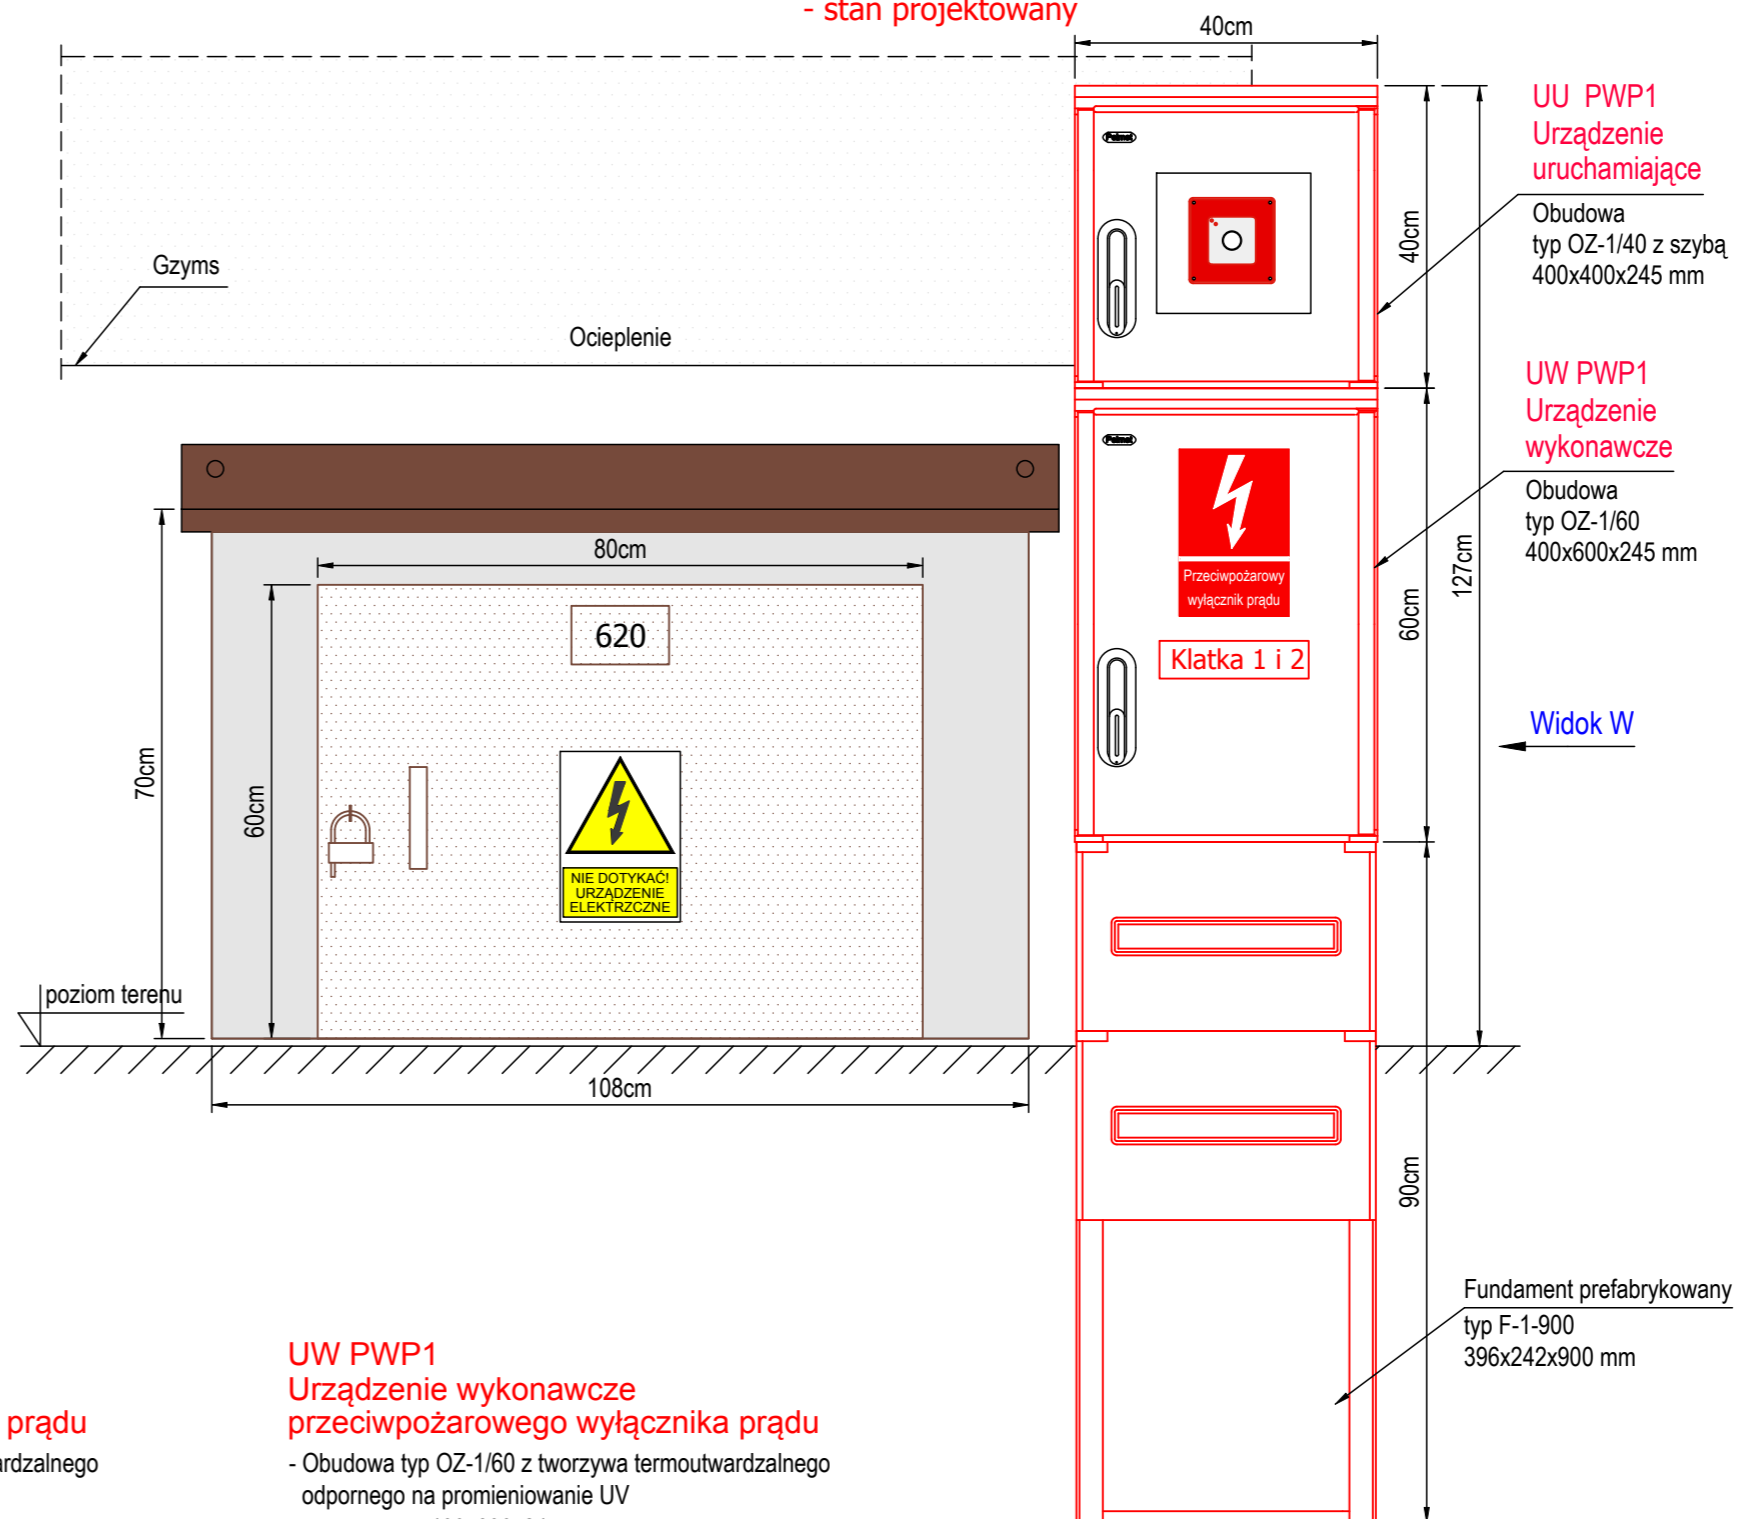 - stan projektowany
40cm
UU PWP1
Urządzenie
uruchamiające
Obudowa
typ OZ-1/40 z szybą
400x400x245 mm
40cm
Gzyms
Ocieplenie
UW PWP1
Urządzenie
wykonawcze
Obudowa
typ OZ-1/60
400x600x245 mm
127cm
60cm
Przeciwpożarowy
wyłącznik prądu
Klatka 1 i 2
Widok W
80cm
620
70cm
60cm
NIE DOTYKAĆ!
URZĄDZENIE
ELEKTRZCZNE
poziom terenu
108cm
90cm
Fundament prefabrykowany
typ F-1-900
396x242x900 mm
UW PWP1
Urządzenie wykonawcze
przeciwpożarowego wyłącznika prądu
- Obudowa typ OZ-1/60 z tworzywa termoutwardzalnego
odpornego na promieniowanie UV
prądu
ardzalnego